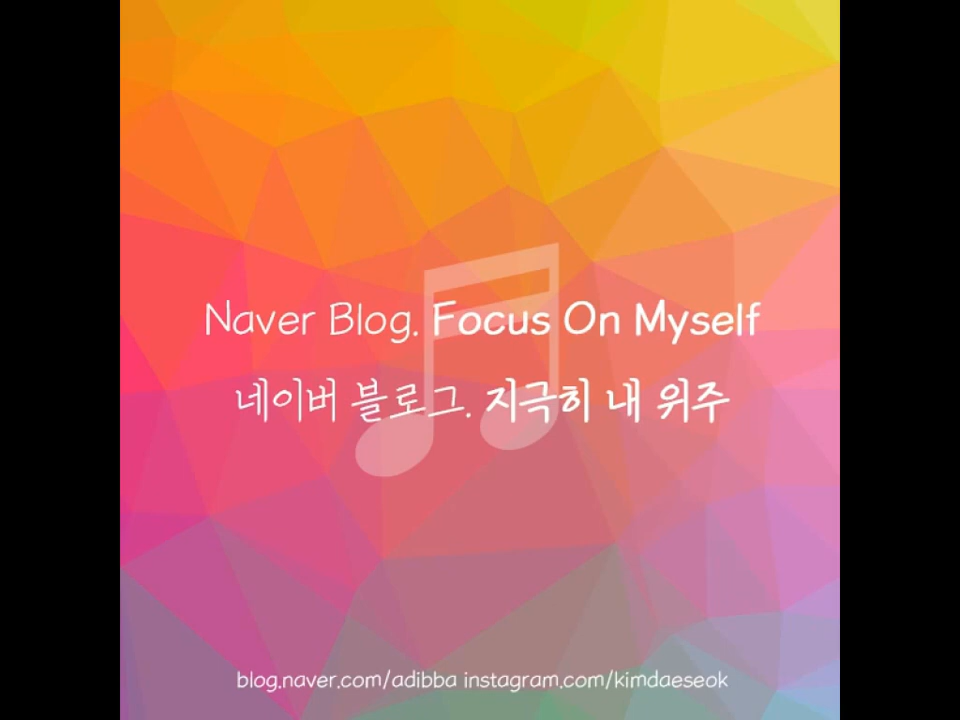 Naver Blog. Focus On Myself
네이버 블로그. 지극히 내 위주
blog.naver.com/adibba instagram.com/kimdaeseok